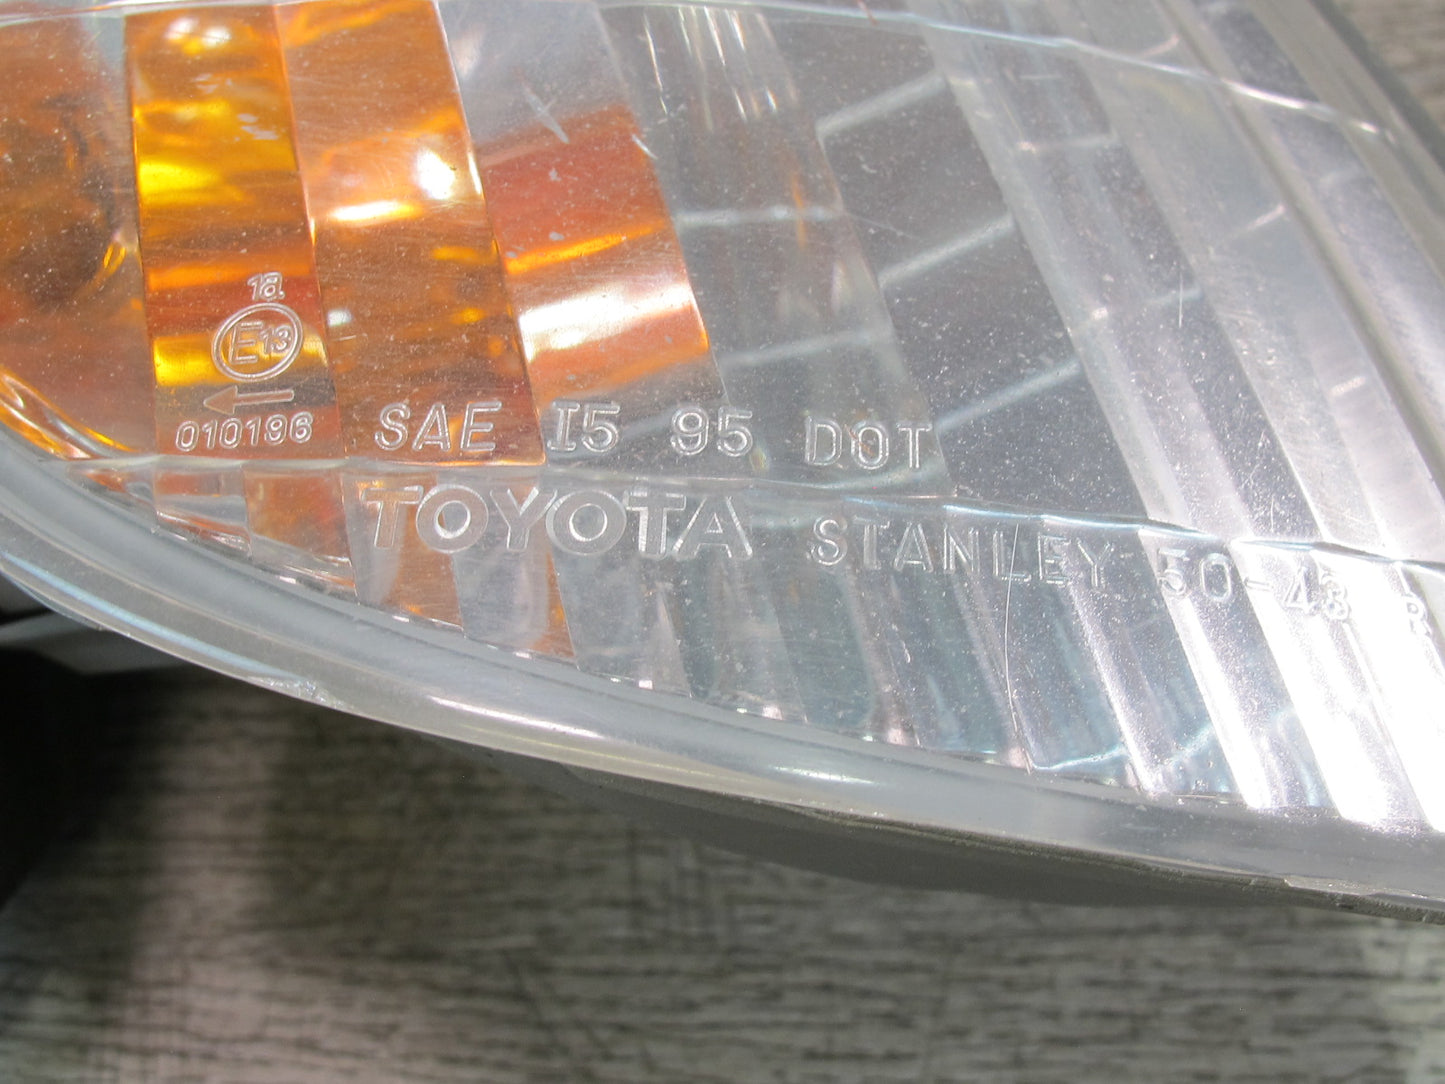 1a
E13
010196
SAE I5 95 DOT
TOYOTA STANLEY 50-43 R